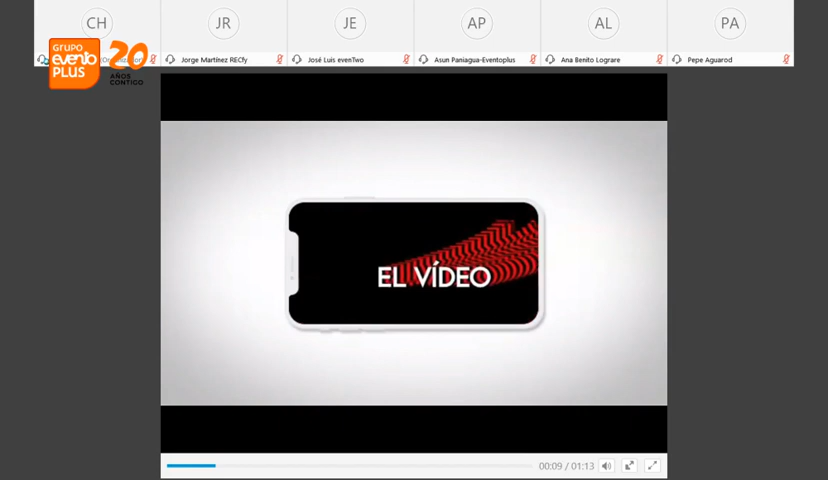 CH JR JE AP AL PA
Jorge Martínez RECfy José Luis evenTwo Asun Paniagua-Eventoplus Ana Benito Lograre Pepe Aguarod
GRUPO
evento
PLUS
20
AÑOS
CONTIGO
EL VÍDEO
00:09 / 01:13